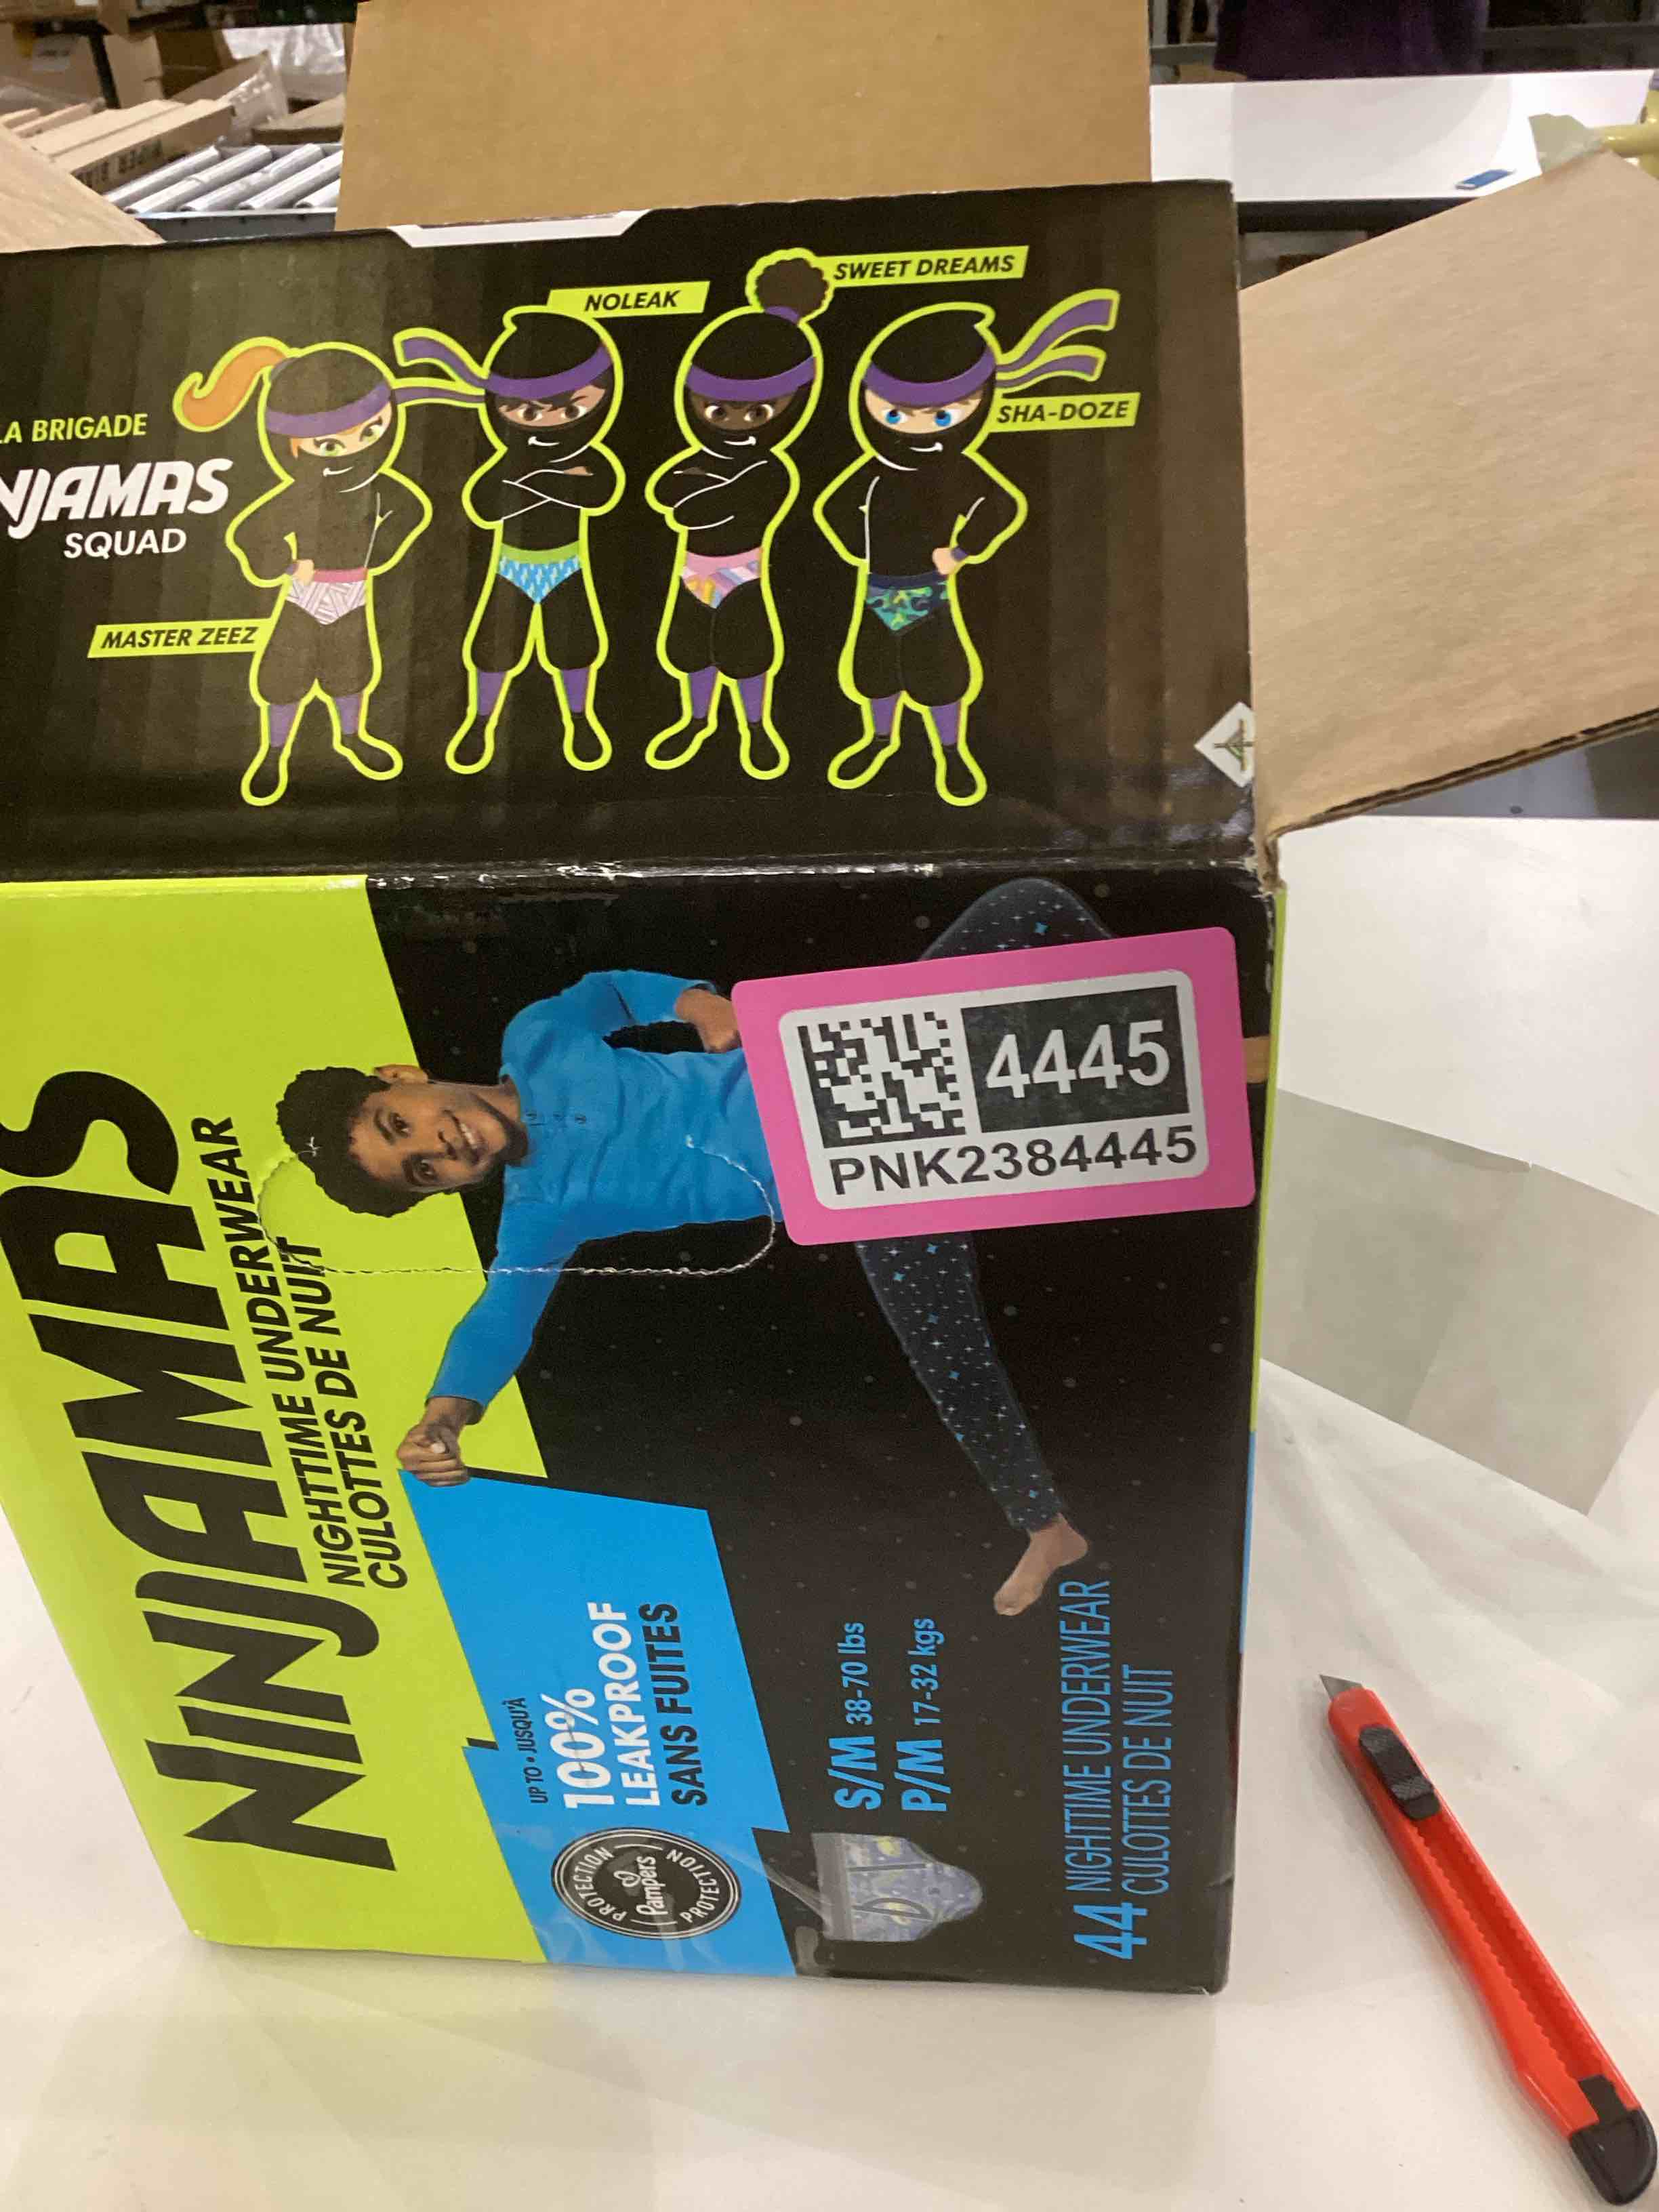 SWEET DREAMS
NOLEAK
SHA-DOZE
LA BRIGADE
NJAMAS
SQUAD
MASTER ZEEZ
4445
PNK2384445
NINJAMAS
NIGHTTIME UNDERWEAR
CULOTTES DE NUIT
UP TO • JUSQU'À
100%
LEAKPROOF
SANS FUITES
PROTECTION
Pampers
PROTECTION
S/M 38-70 lbs
P/M 17-32 kgs
44 NIGHTTIME UNDERWEAR
CULOTTES DE NUIT